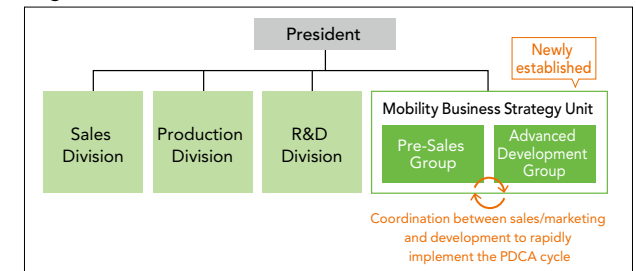 President
Newly
established
Sales
Division
Production
Division
R&D
Division
Mobility Business Strategy Unit
Pre-Sales
Group
Advanced
Development
Group
Coordination between sales/marketing
and development to rapidly
implement the PDCA cycle